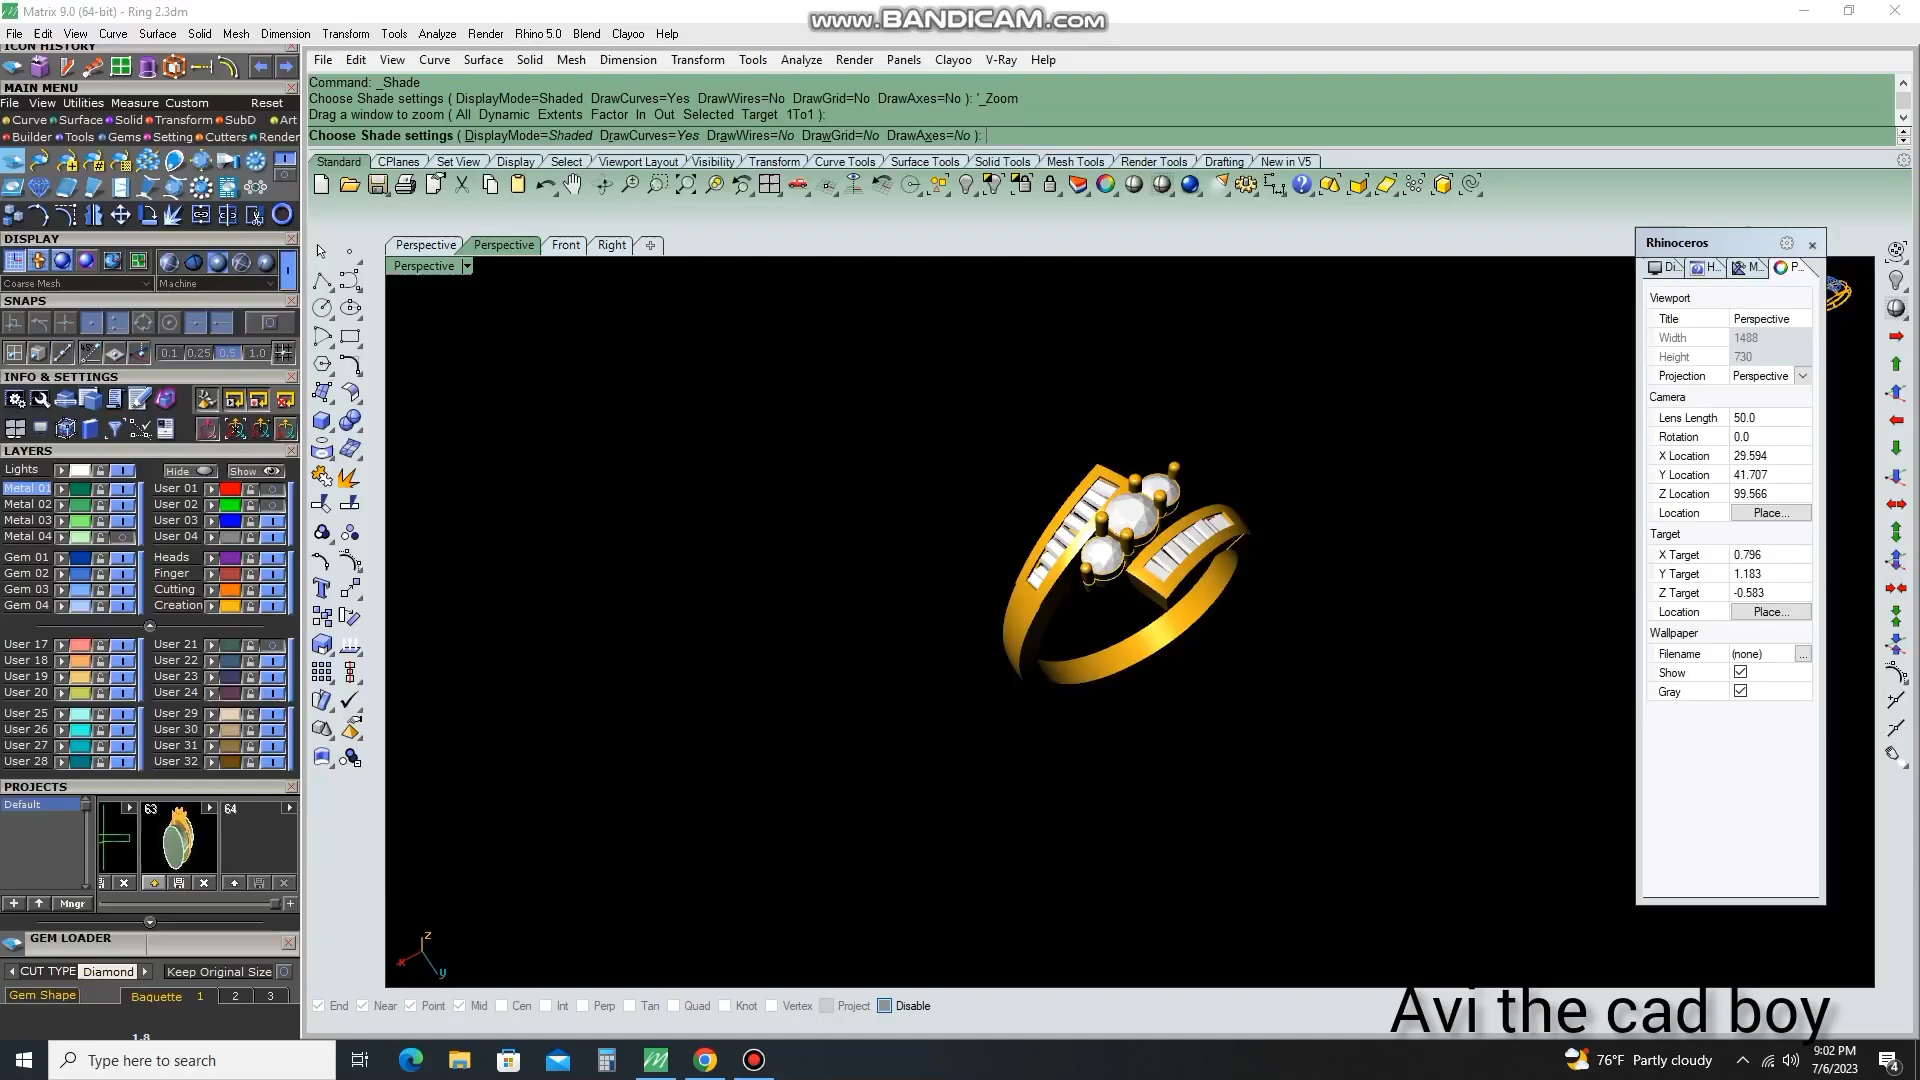 Matrix 9.0 (64-bit) - Ring 2.3dm
www.BANDICAM.com
File Edit View Curve Surface Solid Mesh Dimension Transform Tools Analyze Render Rhino 5.0 Blend Clayoo Help
ICON HISTORY
MAIN MENU
File View Utilities Measure Custom Reset
Curve Surface Solid Transform SubD Art
Builder Tools Gems Setting Cutters Render
DISPLAY
Coarse Mesh Machine
SNAPS
0.1 0.25 0.5 1.0
INFO & SETTINGS
LAYERS
Lights Hide Show
Metal 01 User 01
Metal 02 User 02
Metal 03 User 03
Metal 04 User 04
Gem 01 Heads
Gem 02 Finger
Gem 03 Cutting
Gem 04 Creation
User 17 User 21
User 18 User 22
User 19 User 23
User 20 User 24
User 25 User 29
User 26 User 30
User 27 User 31
User 28 User 32
PROJECTS
Default 63 64
Mngr
GEM LOADER
CUT TYPE Diamond Keep Original Size
Gem Shape Baguette 1 2 3
1.8
File Edit View Curve Surface Solid Mesh Dimension Transform Tools Analyze Render Panels Clayoo V-Ray Help
Command: _Shade
Choose Shade settings ( DisplayMode=Shaded DrawCurves=Yes DrawWires=No DrawGrid=No DrawAxes=No ): '_Zoom
Drag a window to zoom ( All Dynamic Extents Factor In Out Selected Target 1To1 ):
Choose Shade settings ( DisplayMode=Shaded DrawCurves=Yes DrawWires=No DrawGrid=No DrawAxes=No ):
Standard CPlanes Set View Display Select Viewport Layout Visibility Transform Curve Tools Surface Tools Solid Tools Mesh Tools Render Tools Drafting New in V5
Perspective Perspective Front Right
Perspective
z
x
y
Rhinoceros
Di H... M... P...
Viewport
Title Perspective
Width 1488
Height 730
Projection Perspective
Camera
Lens Length 50.0
Rotation 0.0
X Location 29.594
Y Location 41.707
Z Location 99.566
Location Place...
Target
X Target 0.796
Y Target 1.183
Z Target -0.583
Location Place...
Wallpaper
Filename (none) ...
Show
Gray
End Near Point Mid Cen Int Perp Tan Quad Knot Vertex Project Disable
Avi the cad boy
Type here to search
76°F Partly cloudy
9:02 PM
7/6/2023
4